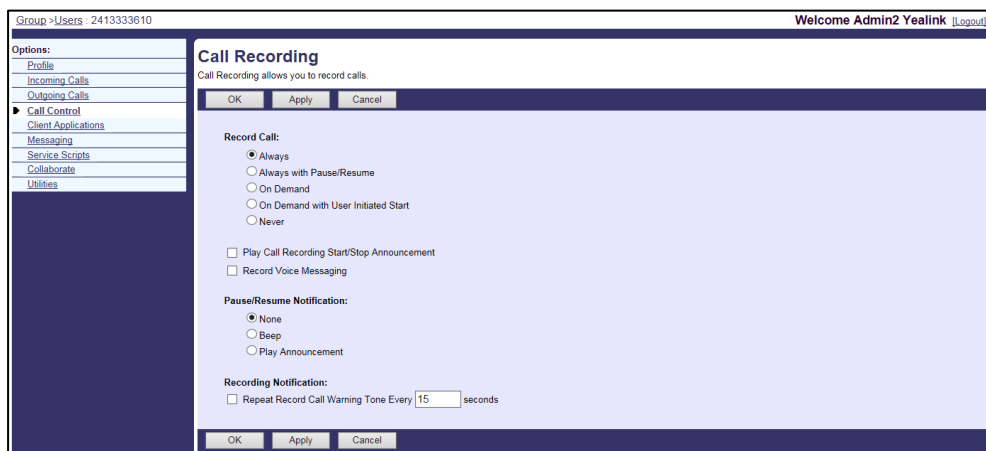 Group >Users : 2413333610
Welcome Admin2 Yealink [Logout]
Options:
Profile
Incoming Calls
Outgoing Calls
Call Control
Client Applications
Messaging
Service Scripts
Collaborate
Utilities
Call Recording
Call Recording allows you to record calls.
OK Apply Cancel
Record Call:
Always
Always with Pause/Resume
On Demand
On Demand with User Initiated Start
Never
Play Call Recording Start/Stop Announcement
Record Voice Messaging
Pause/Resume Notification:
None
Beep
Play Announcement
Recording Notification:
Repeat Record Call Warning Tone Every 15 seconds
OK Apply Cancel